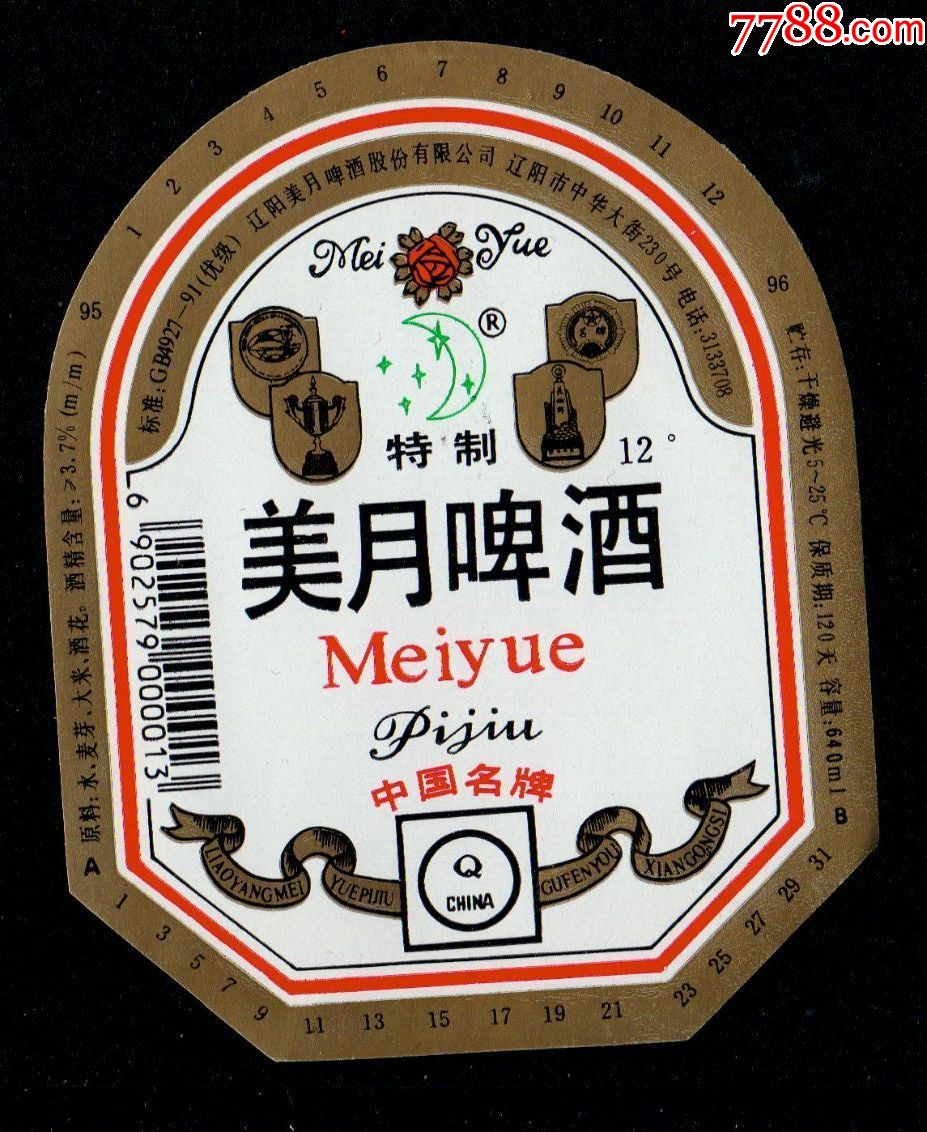 7788.com
1 2 3 4 5 6 7 8 9 10 11 12
95
96
标准:GB4927—91(优级) 辽阳美月啤酒股份有限公司 辽阳市中华大街230号 电话:3133708
Mei Yue
®
名牌
特制
12°
美月啤酒
Meiyue
Pijiu
中国名牌
LIAOYANGMEI YUEPIJIU GUFENYOU XIANGONGSI
Q
CHINA
6 902579 000013
A 原料:水、麦芽、大米、酒花。 酒精含量:≥3.7%(m/m)
贮存:干燥避光5~25℃ 保质期:120天 容量:640ml B
1 3 5 7 9 11 13 15 17 19 21 23 25 27 29 31